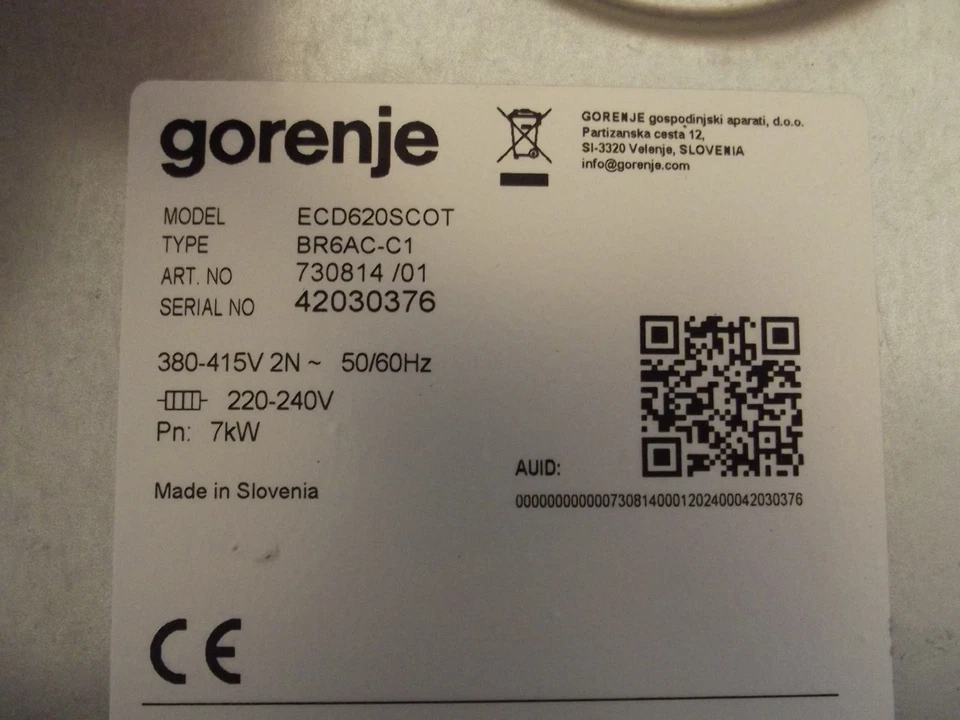 gorenje
GORENJE gospodinjski aparati, d.o.o.
Partizanska cesta 12,
SI-3320 Velenje, SLOVENIA
info@gorenje.com
MODEL ECD620SCOT
TYPE BR6AC-C1
ART. NO 730814 /01
SERIAL NO 42030376
380-415V 2N ~ 50/60Hz
220-240V
Pn: 7kW
Made in Slovenia
AUID:
0000000000007308140001202400042030376
CE